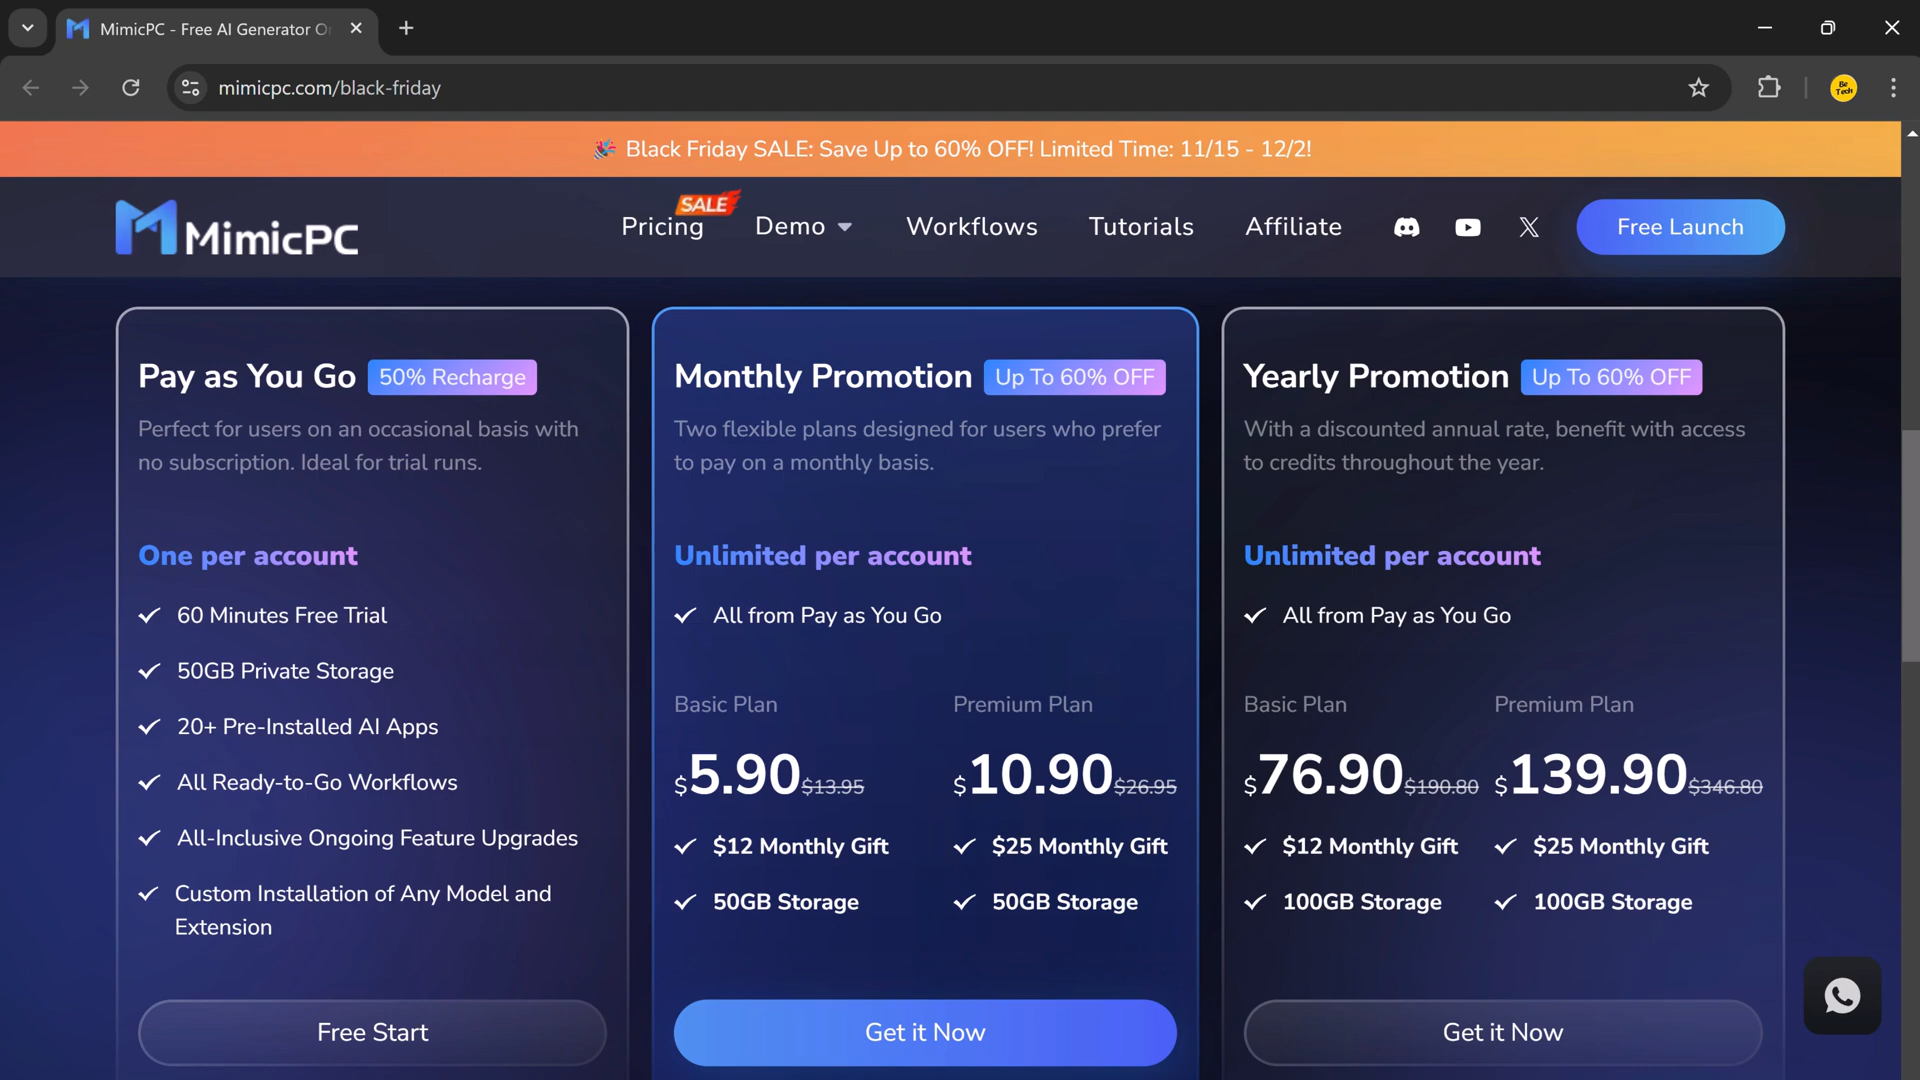 MimicPC - Free AI Generator O
mimicpc.com/black-friday
Be
Tech
Black Friday SALE: Save Up to 60% OFF! Limited Time: 11/15 - 12/2!
MimicPC
Pricing
SALE
Demo
Workflows
Tutorials
Affiliate
Free Launch
Pay as You Go
50% Recharge
Perfect for users on an occasional basis with
no subscription. Ideal for trial runs.
One per account
60 Minutes Free Trial
50GB Private Storage
20+ Pre-Installed AI Apps
All Ready-to-Go Workflows
All-Inclusive Ongoing Feature Upgrades
Custom Installation of Any Model and
Extension
Free Start
Monthly Promotion
Up To 60% OFF
Two flexible plans designed for users who prefer
to pay on a monthly basis.
Unlimited per account
All from Pay as You Go
Basic Plan
$5.90 $13.95
$12 Monthly Gift
50GB Storage
Premium Plan
$10.90 $26.95
$25 Monthly Gift
50GB Storage
Get it Now
Yearly Promotion
Up To 60% OFF
With a discounted annual rate, benefit with access
to credits throughout the year.
Unlimited per account
All from Pay as You Go
Basic Plan
$76.90 $190.80
$12 Monthly Gift
100GB Storage
Premium Plan
$139.90 $346.80
$25 Monthly Gift
100GB Storage
Get it Now